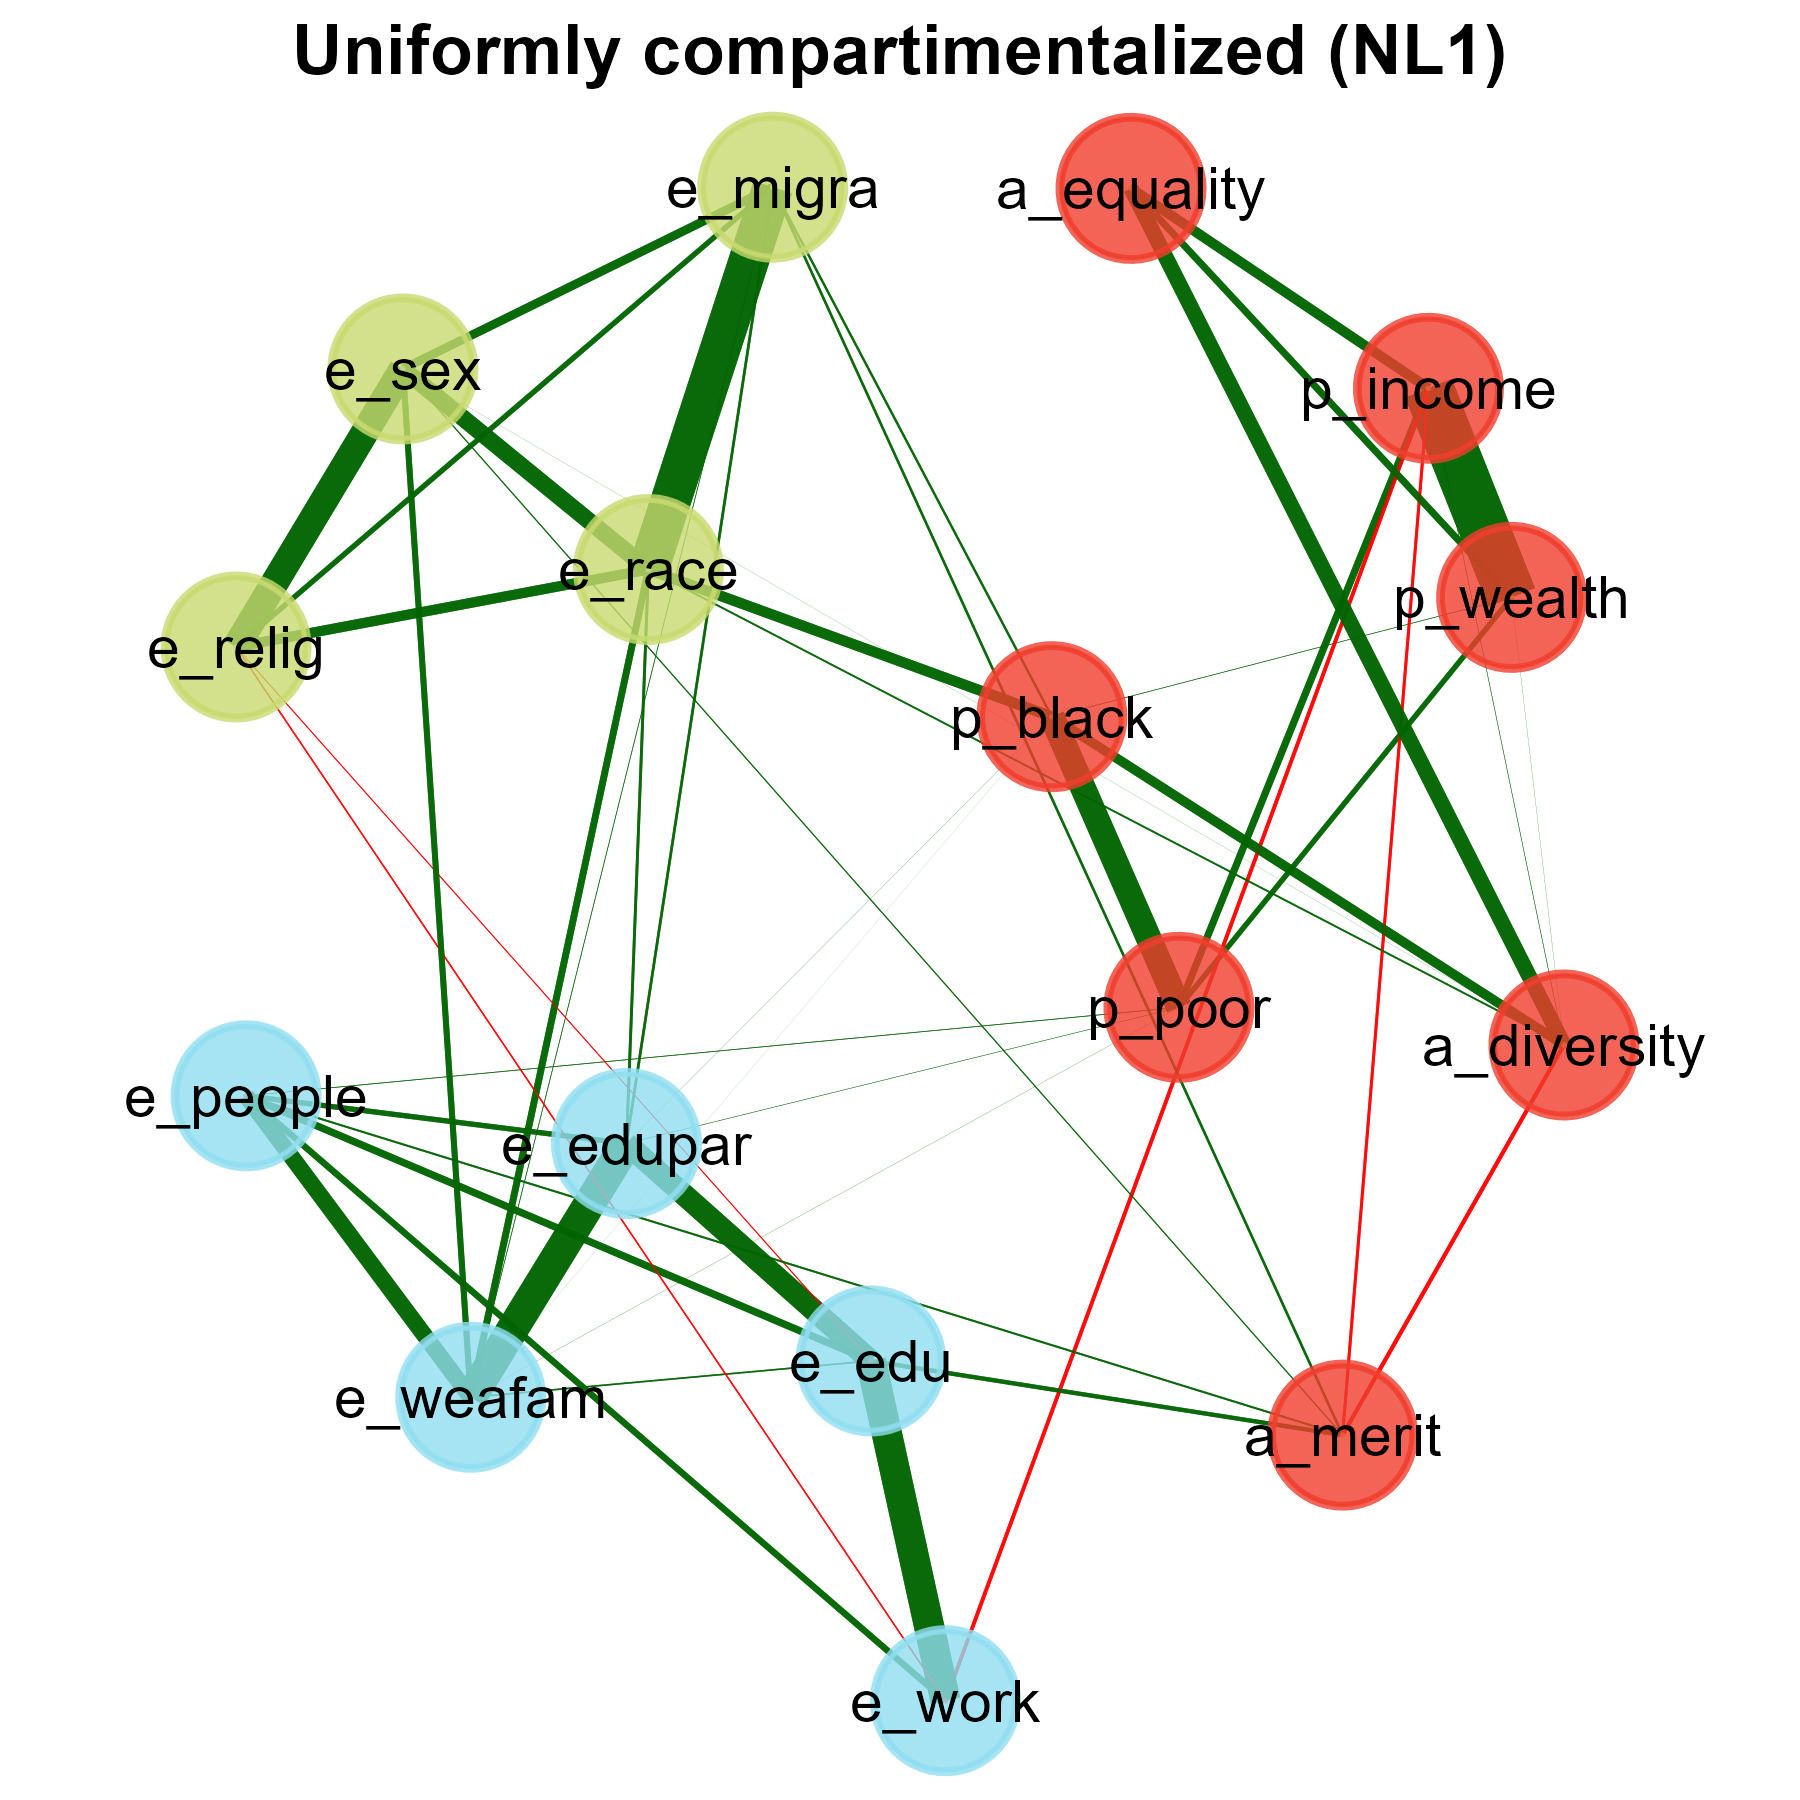 Uniformly compartimentalized (NL1)
e_migra
a_equality
e_sex
p_income
e_race
p_wealth
e_relig
p_black
p_poor
a_diversity
e_people
e_edupar
e_edu
e_weafam
a_merit
e_work